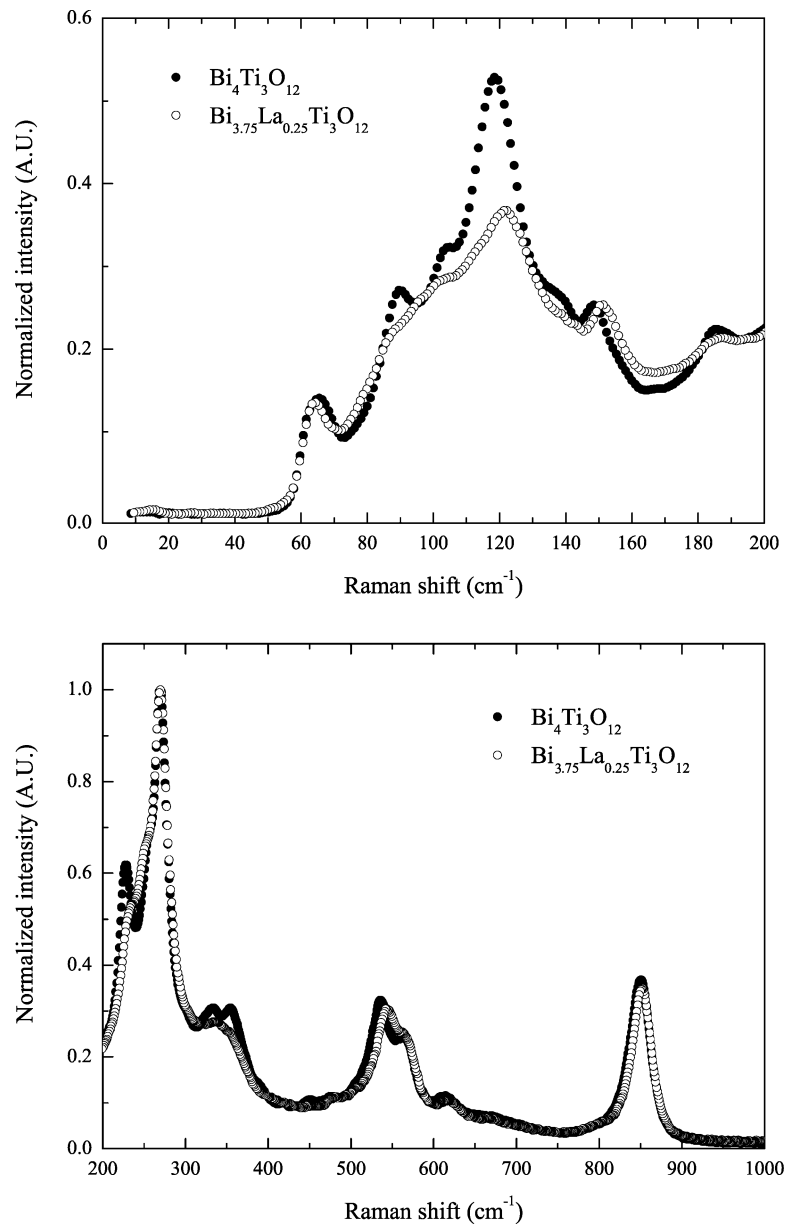 0.6
0.4
0.2
0.0
Normalized intensity (A.U.)
Bi4Ti3O12
Bi3.75La0.25Ti3O12
0 20 40 60 80 100 120 140 160 180 200
Raman shift (cm-1)
1.0
0.8
0.6
0.4
0.2
0.0
Normalized intensity (A.U.)
Bi4Ti3O12
Bi3.75La0.25Ti3O12
200 300 400 500 600 700 800 900 1000
Raman shift (cm-1)